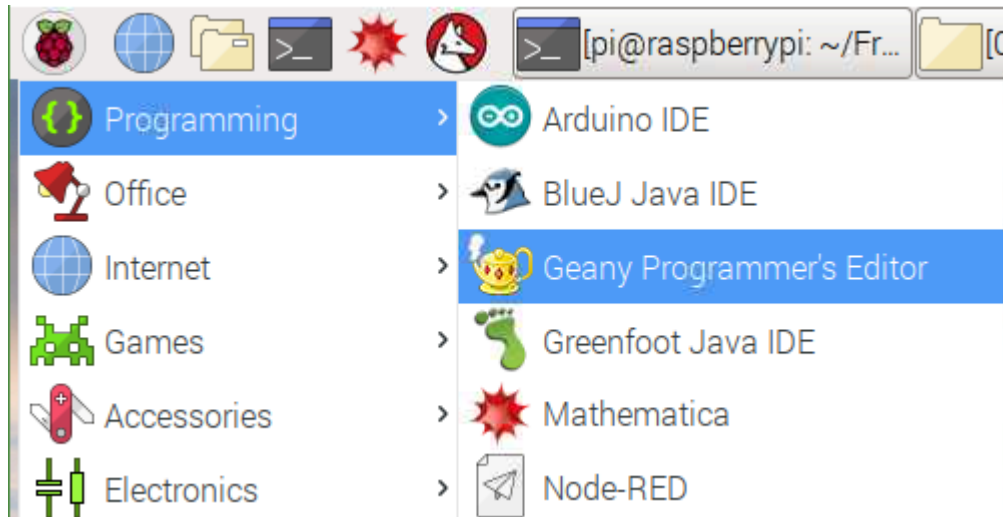 [pi@raspberrypi: ~/Fr...
Programming
Office
Internet
Games
Accessories
Electronics
Arduino IDE
BlueJ Java IDE
Geany Programmer's Editor
Greenfoot Java IDE
Mathematica
Node-RED